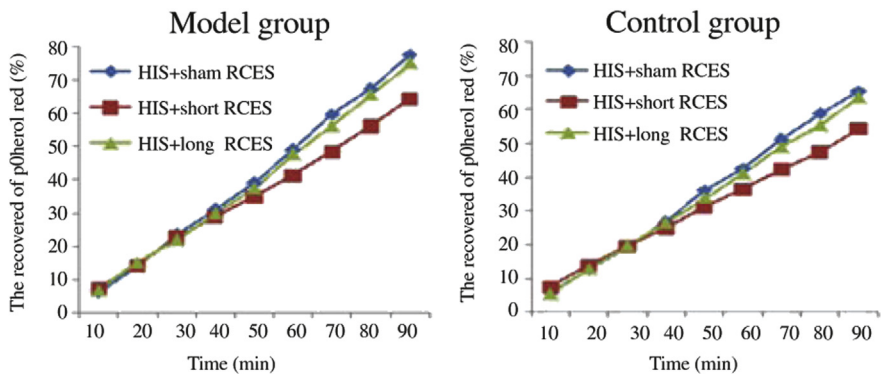 Model group
The recovered of p0herol red (%)
80
70
60
50
40
30
20
10
0
HIS+sham RCES
HIS+short RCES
HIS+long RCES
10 20 30 40 50 60 70 80 90
Time (min)
Control group
The recovered of p0herol red (%)
80
70
60
50
40
30
20
10
0
HIS+sham RCES
HIS+short RCES
HIS+long RCES
10 20 30 40 50 60 70 80 90
Time (min)